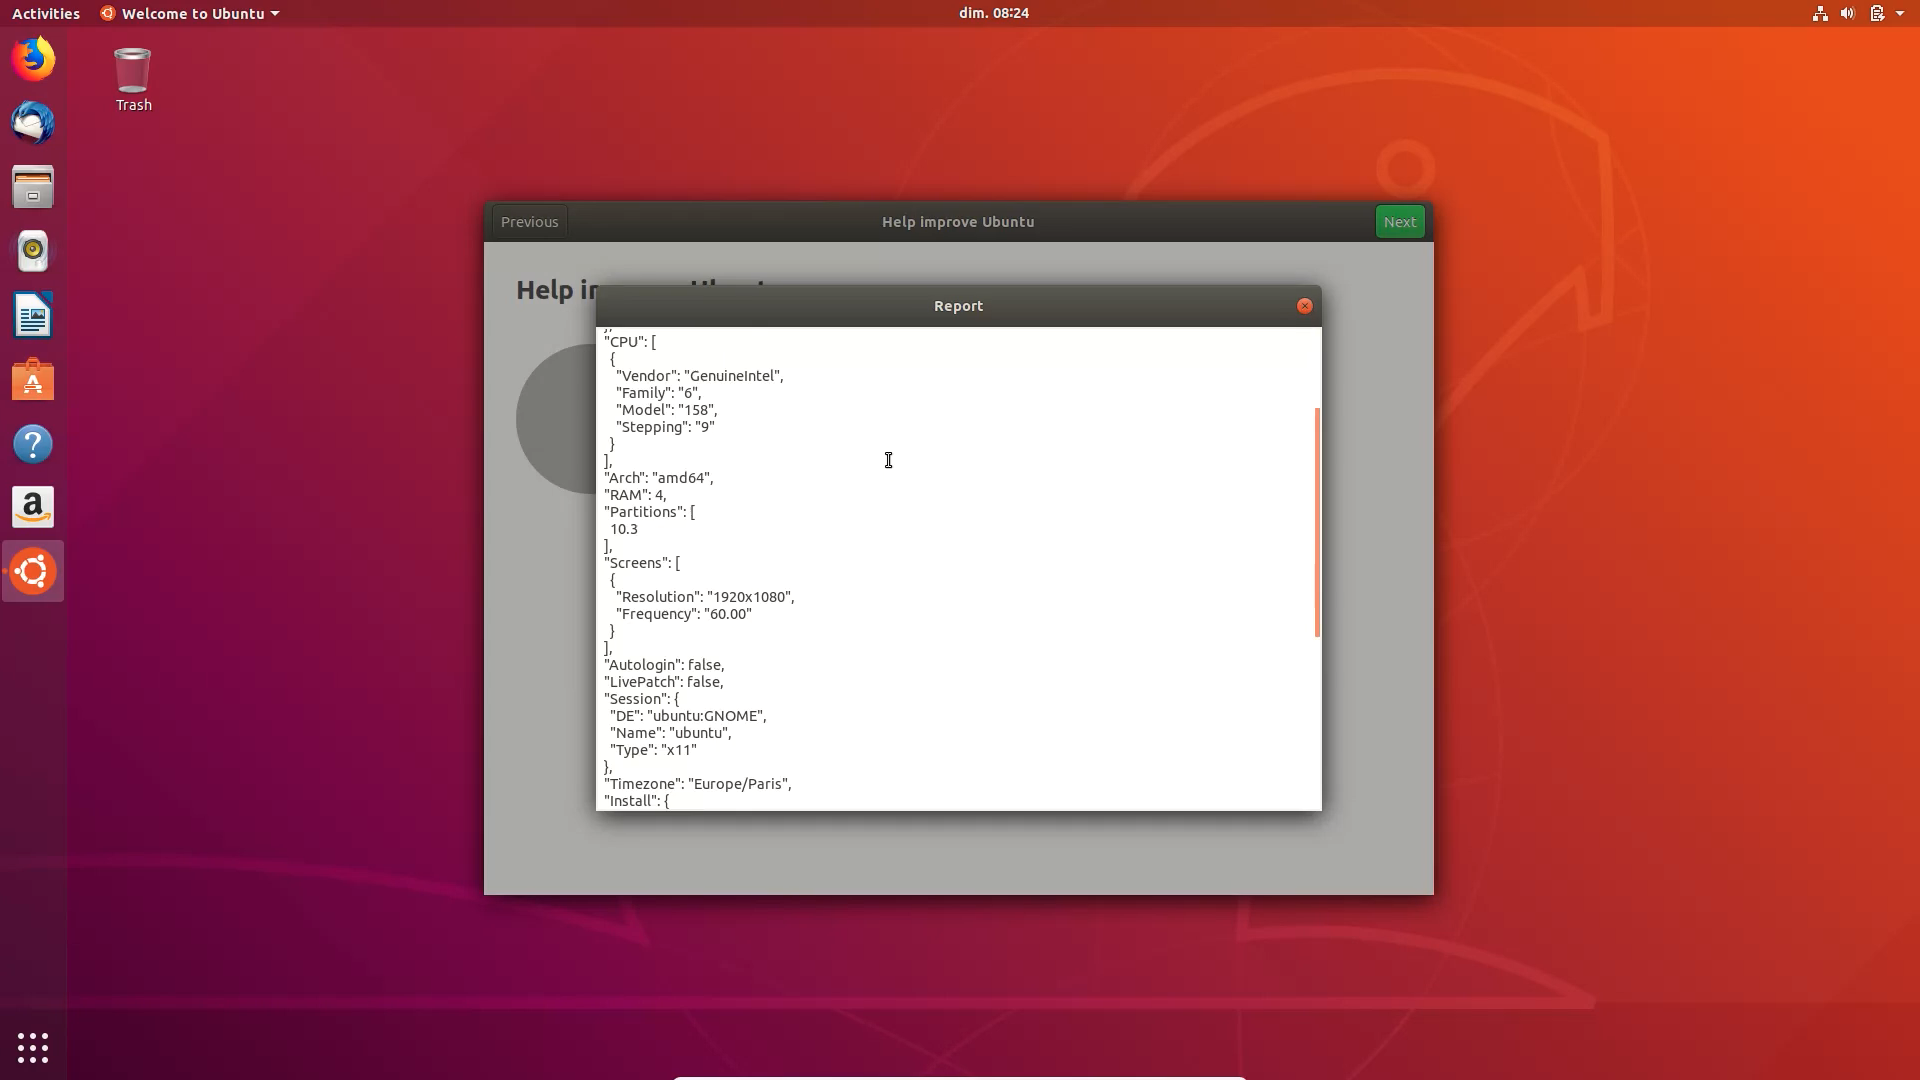 Activities
Welcome to Ubuntu
dim. 08:24
Trash
Previous
Help improve Ubuntu
Next
Report
"CPU": [
{
"Vendor": "GenuineIntel",
"Family": "6",
"Model": "158",
"Stepping": "9"
}
],
"Arch": "amd64",
"RAM": 4,
"Partitions": [
10.3
],
"Screens": [
{
"Resolution": "1920x1080",
"Frequency": "60.00"
}
],
"Autologin": false,
"LivePatch": false,
"Session": {
"DE": "ubuntu:GNOME",
"Name": "ubuntu",
"Type": "x11"
},
"Timezone": "Europe/Paris",
"Install": {